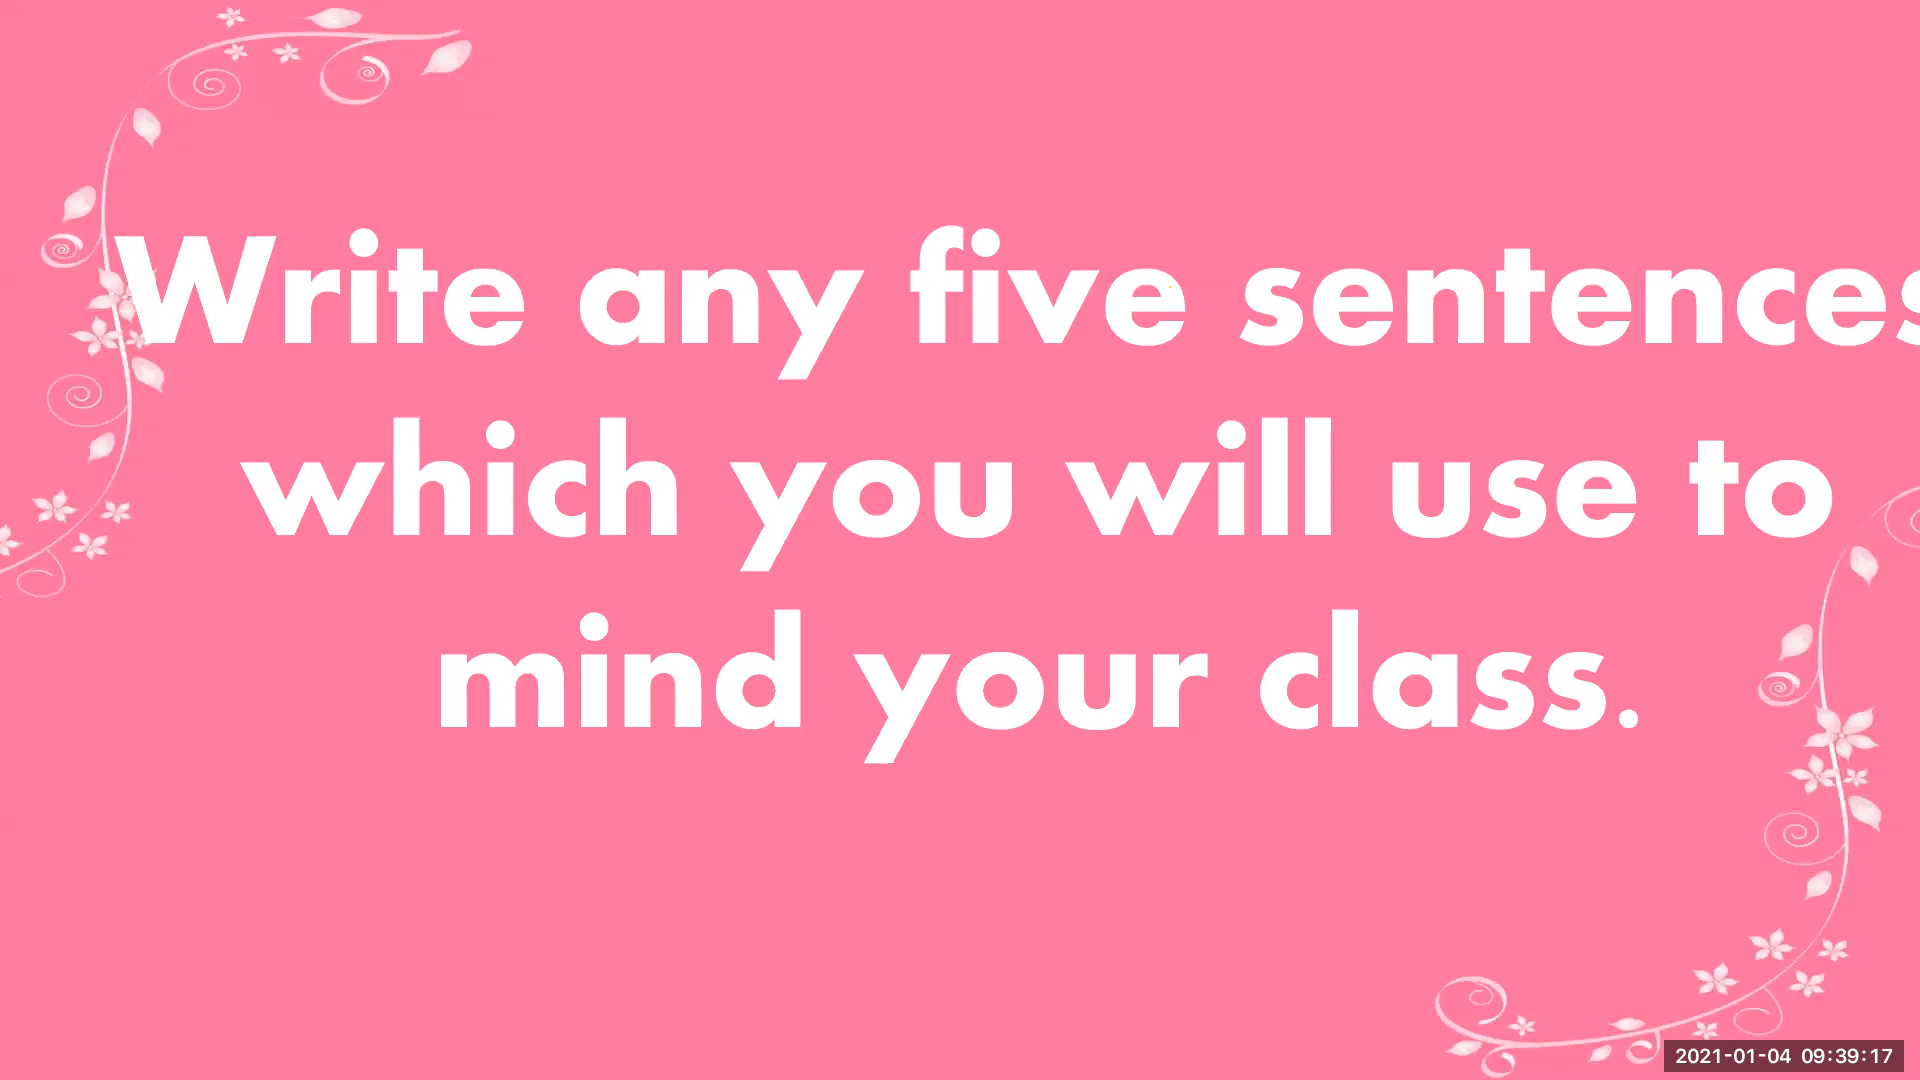 Write any five sentences
which you will use to
mind your class.
2021-01-04 09:39:17